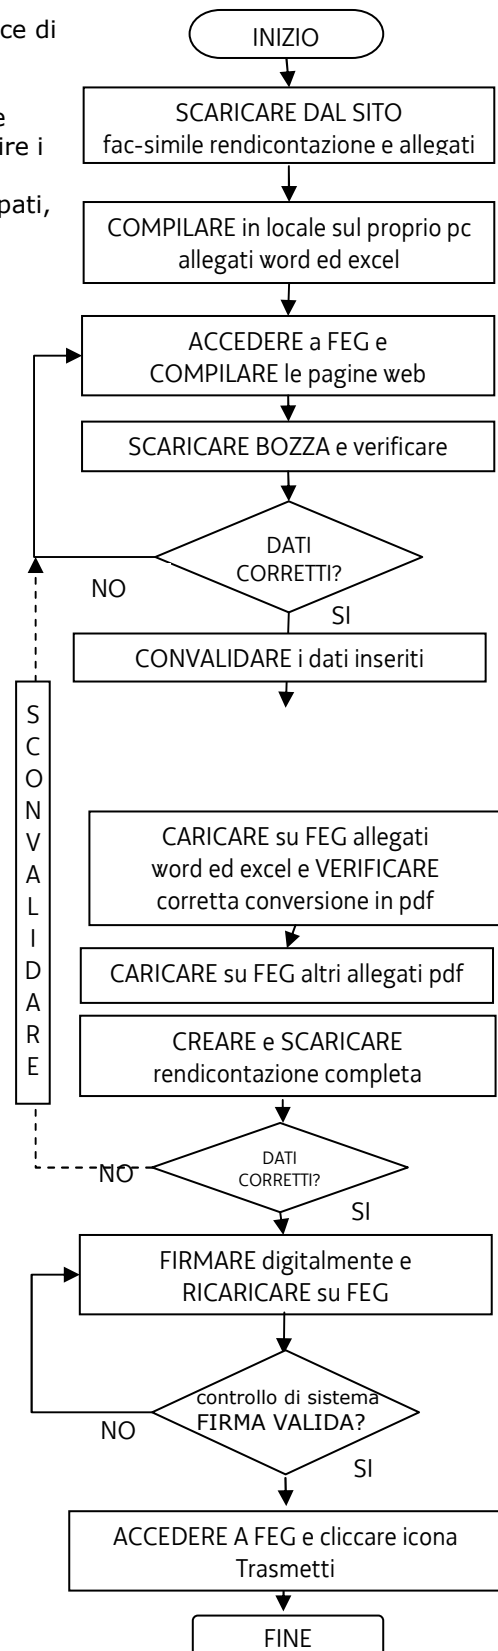 ce di
e
ire i
pati,
INIZIO
SCARICARE DAL SITO
fac-simile rendicontazione e allegati
COMPILARE in locale sul proprio pc
allegati word ed excel
ACCEDERE a FEG e
COMPILARE le pagine web
SCARICARE BOZZA e verificare
DATI
CORRETTI?
NO
SI
CONVALIDARE i dati inseriti
S
C
O
N
V
A
L
I
D
A
R
E
CARICARE su FEG allegati
word ed excel e VERIFICARE
corretta conversione in pdf
CARICARE su FEG altri allegati pdf
CREARE e SCARICARE
rendicontazione completa
DATI
CORRETTI?
NO
SI
FIRMARE digitalmente e
RICARICARE su FEG
controllo di sistema
FIRMA VALIDA?
NO
SI
ACCEDERE A FEG e cliccare icona
Trasmetti
FINE